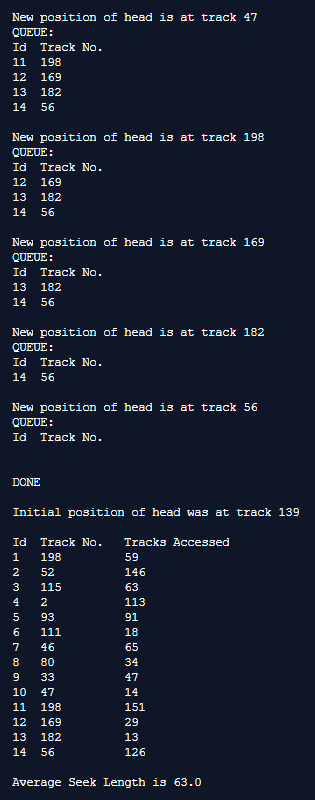 New position of head is at track 47
QUEUE:
Id  Track No.
11  198
12  169
13  182
14  56
New position of head is at track 198
QUEUE:
Id  Track No.
12  169
13  182
14  56
New position of head is at track 169
QUEUE:
Id  Track No.
13  182
14  56
New position of head is at track 182
QUEUE:
Id  Track No.
14  56
New position of head is at track 56
QUEUE:
Id  Track No.
DONE
Initial position of head was at track 139
Id  Track No.   Tracks Accessed
1   198         59
2   52          146
3   115         63
4   2           113
5   93          91
6   111         18
7   46          65
8   80          34
9   33          47
10  47          14
11  198         151
12  169         29
13  182         13
14  56          126
Average Seek Length is 63.0